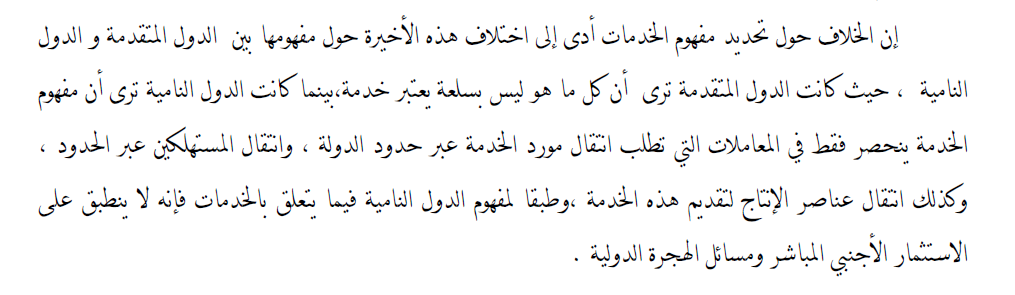 إن الخلاف حول تحديد مفهوم الخدمات أدى إلى اختلاف هذه الأخيرة حول مفهومها بين الدول المتقدمة و الدول
النامية ، حيث كانت الدول المتقدمة ترى أن كل ما هو ليس بسلعة يعتبر خدمة،بينما كانت الدول النامية ترى أن مفهوم
الخدمة ينحصر فقط في المعاملات التي تطلب انتقال مورد الخدمة عبر حدود الدولة ، وانتقال المستهلكين عبر الحدود ،
وكذلك انتقال عناصر الإنتاج لتقديم هذه الخدمة ،وطبقا لمفهوم الدول النامية فيما يتعلق بالخدمات فإنه لا ينطبق على
الاستثمار الأجنبي المباشر ومسائل الهجرة الدولية .